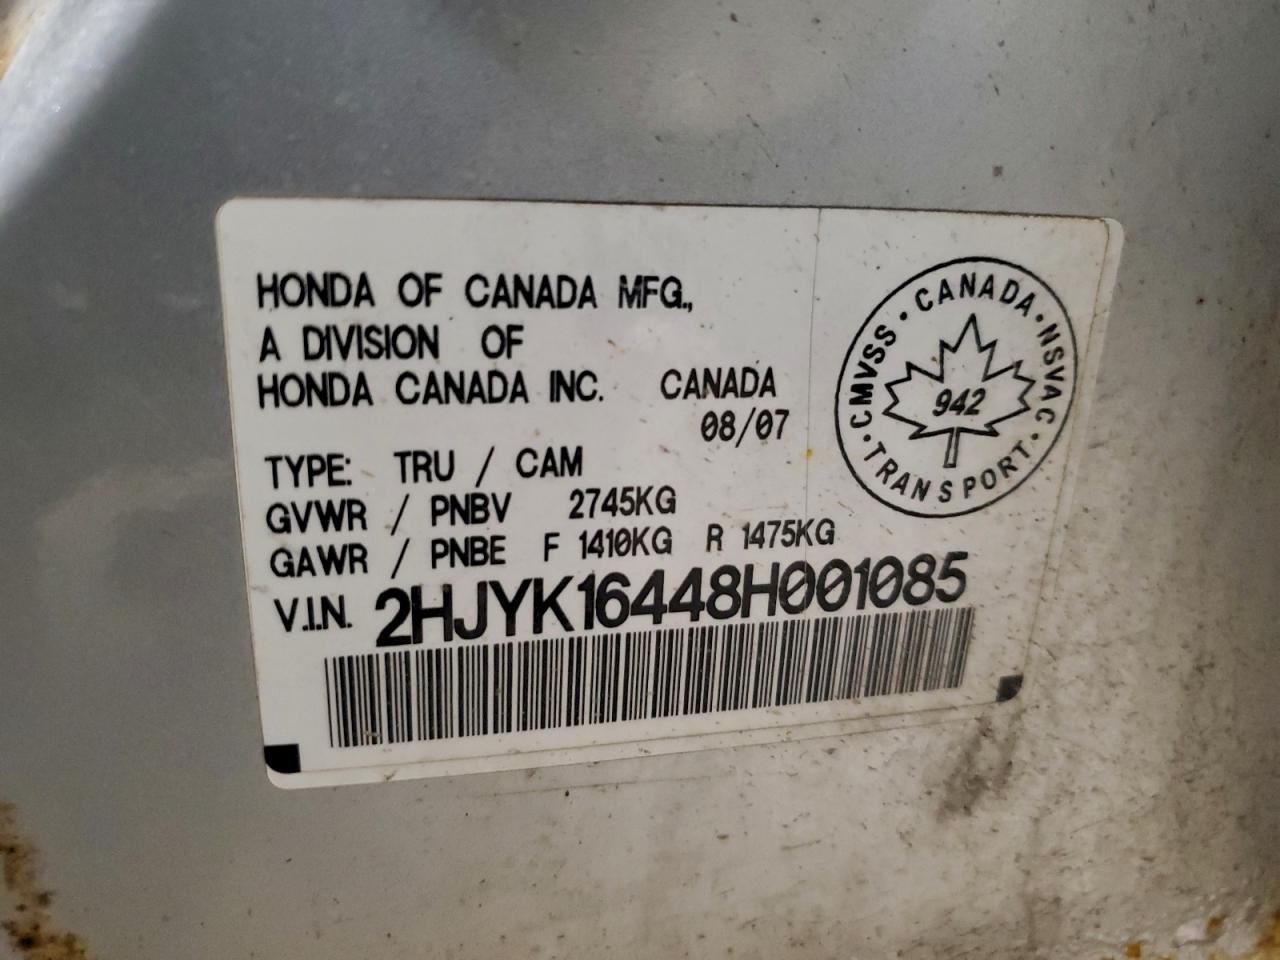 HONDA OF CANADA MFG.,
A DIVISION OF
HONDA CANADA INC. CANADA
08/07
TYPE: TRU / CAM
GVWR / PNBV 2745KG
GAWR / PNBE F 1410KG R 1475KG
V.I.N. 2HJYK16448H001085
CMVSS · CANADA · NSVAC · TRANSPORT ·
942